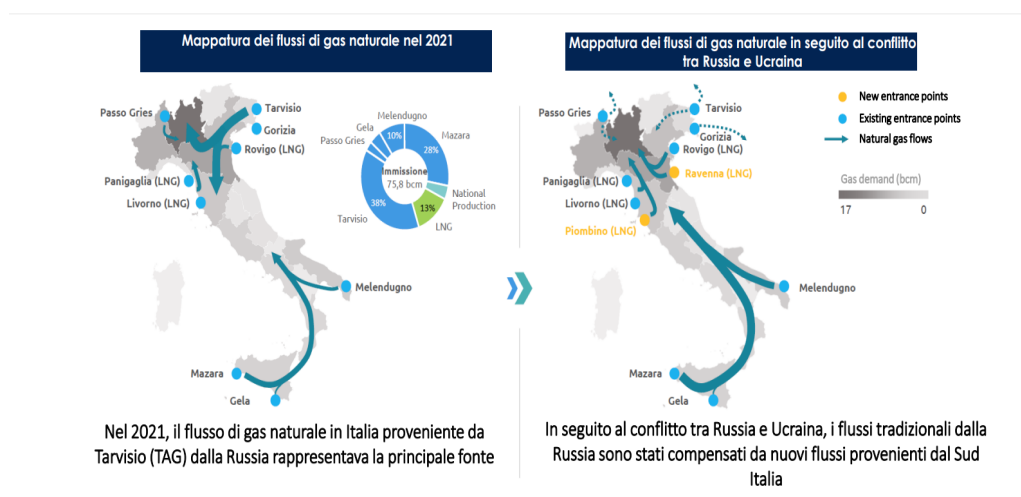 Mappatura dei flussi di gas naturale nel 2021
Passo Gries
Tarvisio
Gorizia
Rovigo (LNG)
Panigaglia (LNG)
Livorno (LNG)
Melendugno
Mazara
Gela
Melendugno
Gela
Passo Gries
10%
Mazara
28%
Immissione
75,8 bcm
National
Production
13%
LNG
38%
Tarvisio
Nel 2021, il flusso di gas naturale in Italia proveniente da
Tarvisio (TAG) dalla Russia rappresentava la principale fonte
Mappatura dei flussi di gas naturale in seguito al conflitto
tra Russia e Ucraina
Passo Gries
Tarvisio
Gorizia
Rovigo (LNG)
Ravenna (LNG)
Panigaglia (LNG)
Livorno (LNG)
Piombino (LNG)
Melendugno
Mazara
Gela
New entrance points
Existing entrance points
Natural gas flows
Gas demand (bcm)
17
0
In seguito al conflitto tra Russia e Ucraina, i flussi tradizionali dalla
Russia sono stati compensati da nuovi flussi provenienti dal Sud
Italia